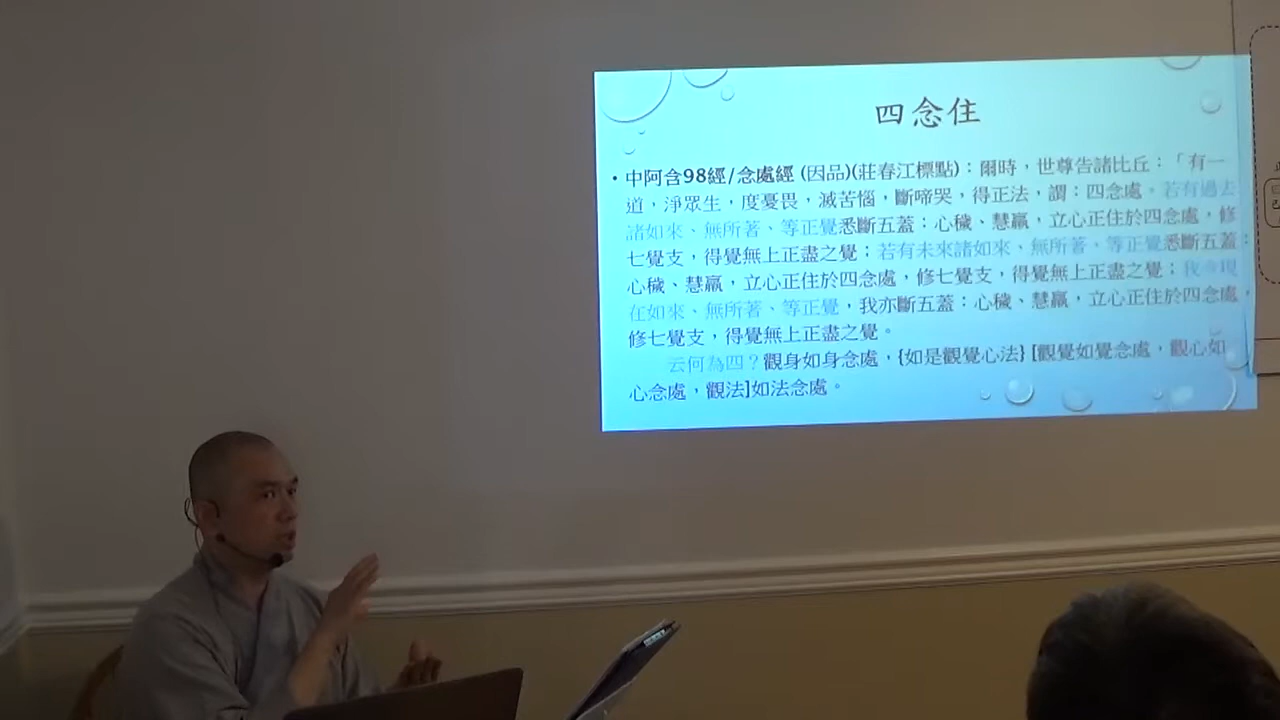 四念住
•中阿含98經/念處經 (因品)(莊春江標點)：爾時，世尊告諸比丘：「有一
道，淨眾生，度憂畏，滅苦惱，斷啼哭，得正法，謂：四念處。若有過去
諸如來、無所著、等正覺悉斷五蓋：心穢、慧羸，立心正住於四念處，修
七覺支，得覺無上正盡之覺；若有未來諸如來、無所著、等正覺悉斷五蓋：
心穢、慧羸，立心正住於四念處，修七覺支，得覺無上正盡之覺；我今現
在如來、無所著、等正覺，我亦斷五蓋：心穢、慧羸，立心正住於四念處，
修七覺支，得覺無上正盡之覺。
云何為四？觀身如身念處，{如是觀覺心法} [觀覺如覺念處，觀心如
心念處，觀法]如法念處。